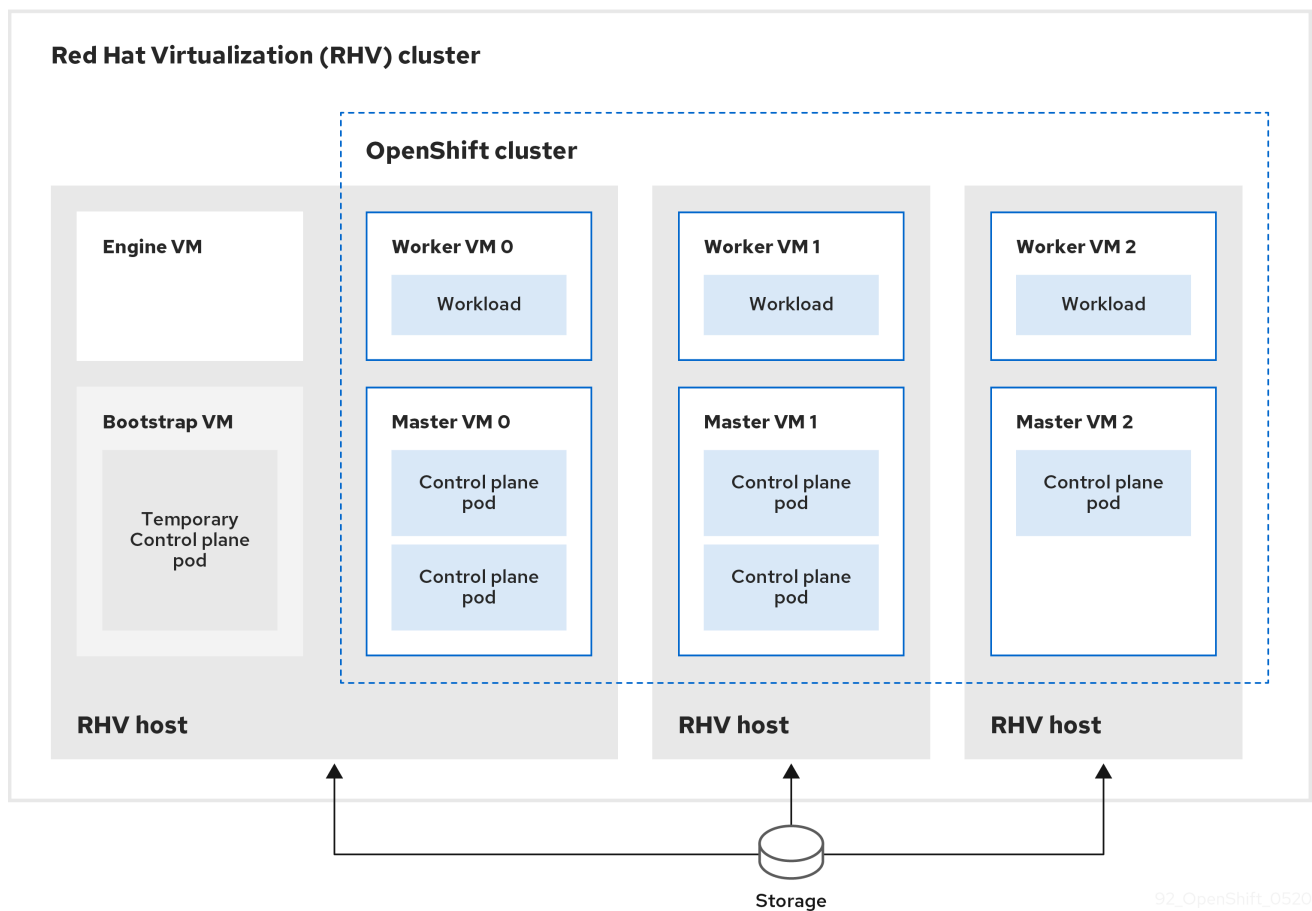 Red Hat Virtualization (RHV) cluster
OpenShift cluster
Engine VM
Worker VM 0
Workload
Worker VM 1
Workload
Worker VM 2
Workload
Bootstrap VM
Temporary
Control plane
pod
Master VM 0
Control plane
pod
Control plane
pod
Master VM 1
Control plane
pod
Control plane
pod
Master VM 2
Control plane
pod
RHV host
RHV host
RHV host
Storage
92_OpenShift_0520